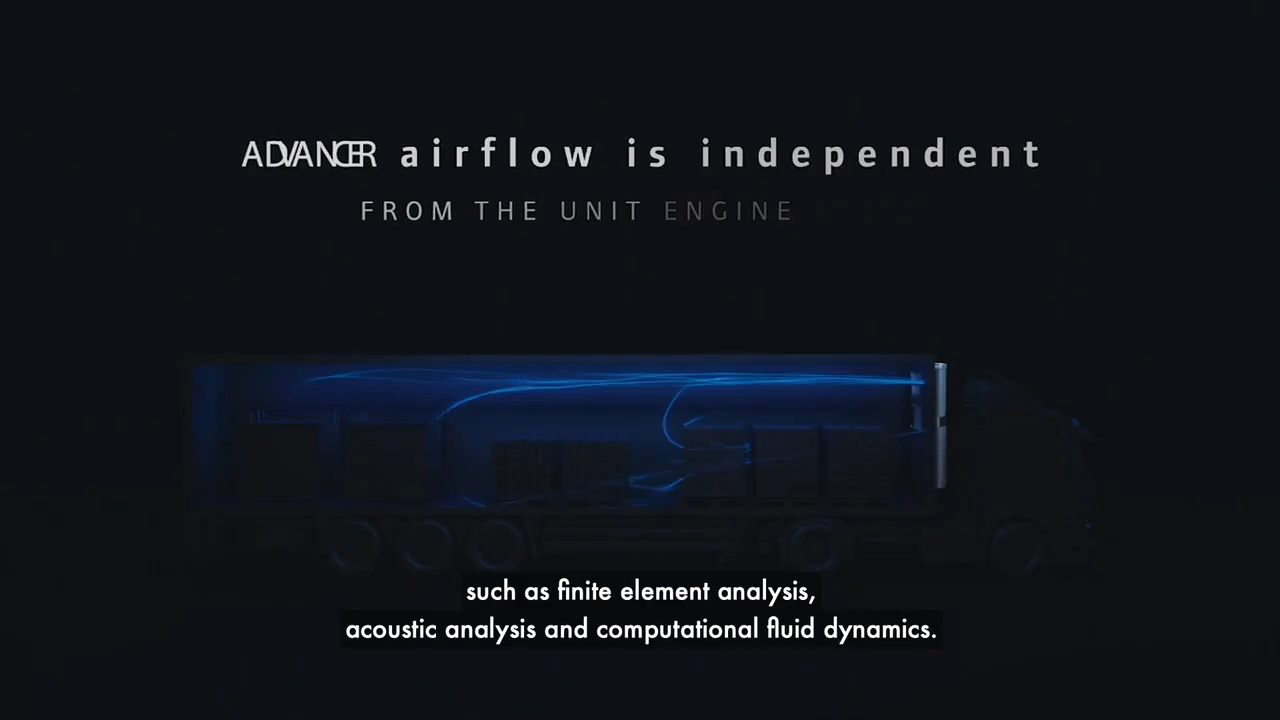 ADVANCER airflow is independent
FROM THE UNIT ENGINE
such as finite element analysis,
acoustic analysis and computational fluid dynamics.